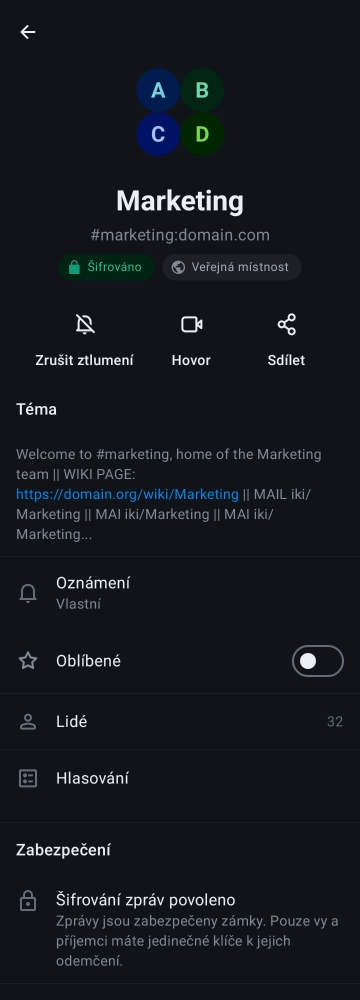 A B
C D
Marketing
#marketing:domain.com
Šifrováno Veřejná místnost
Zrušit ztlumení Hovor Sdílet
Téma
Welcome to #marketing, home of the Marketing
team || WIKI PAGE:
https://domain.org/wiki/Marketing || MAIL iki/
Marketing || MAI iki/Marketing || MAI iki/
Marketing...
Oznámení
Vlastní
Oblíbené
Lidé 32
Hlasování
Zabezpečení
Šifrování zpráv povoleno
Zprávy jsou zabezpečeny zámky. Pouze vy a
příjemci máte jedinečné klíče k jejich
odemčení.